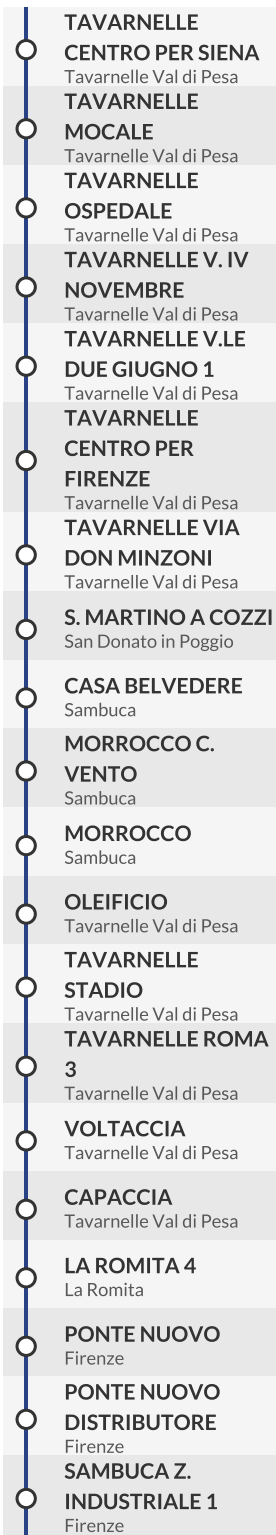 TAVARNELLE
CENTRO PER SIENA
Tavarnelle Val di Pesa
TAVARNELLE
MOCALE
Tavarnelle Val di Pesa
TAVARNELLE
OSPEDALE
Tavarnelle Val di Pesa
TAVARNELLE V. IV
NOVEMBRE
Tavarnelle Val di Pesa
TAVARNELLE V.LE
DUE GIUGNO 1
Tavarnelle Val di Pesa
TAVARNELLE
CENTRO PER
FIRENZE
Tavarnelle Val di Pesa
TAVARNELLE VIA
DON MINZONI
Tavarnelle Val di Pesa
S. MARTINO A COZZI
San Donato in Poggio
CASA BELVEDERE
Sambuca
MORROCCO C.
VENTO
Sambuca
MORROCCO
Sambuca
OLEIFICIO
Tavarnelle Val di Pesa
TAVARNELLE
STADIO
Tavarnelle Val di Pesa
TAVARNELLE ROMA
3
Tavarnelle Val di Pesa
VOLTACCIA
Tavarnelle Val di Pesa
CAPACCIA
Tavarnelle Val di Pesa
LA ROMITA 4
La Romita
PONTE NUOVO
Firenze
PONTE NUOVO
DISTRIBUTORE
Firenze
SAMBUCA Z.
INDUSTRIALE 1
Firenze